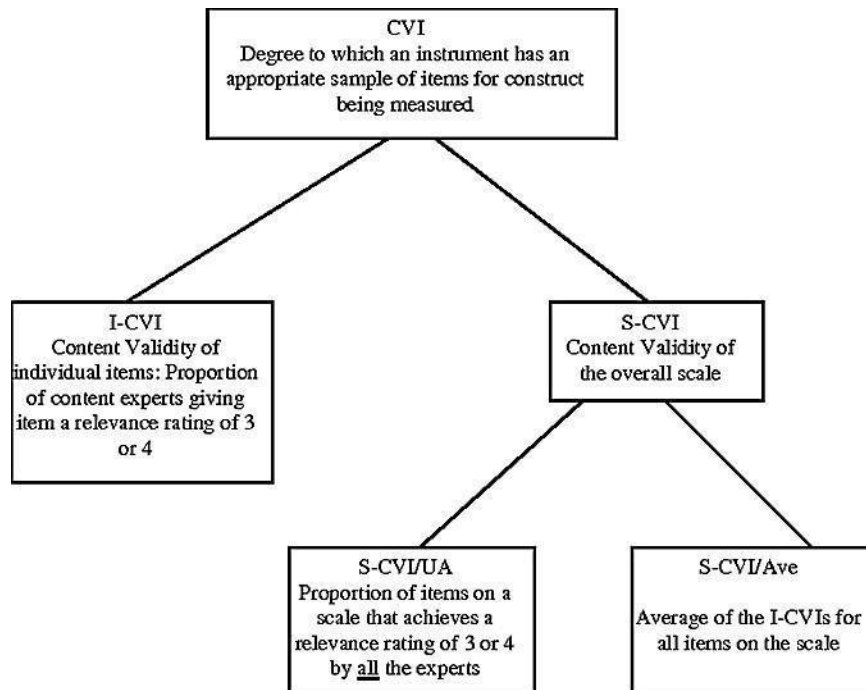 CVI
Degree to which an instrument has an
appropriate sample of items for construct
being measured
I-CVI
Content Validity of
individual items: Proportion
of content experts giving
item a relevance rating of 3
or 4
S-CVI
Content Validity of
the overall scale
S-CVI/UA
Proportion of items on a
scale that achieves a
relevance rating of 3 or 4
by all the experts
S-CVI/Ave
Average of the I-CVIs for
all items on the scale